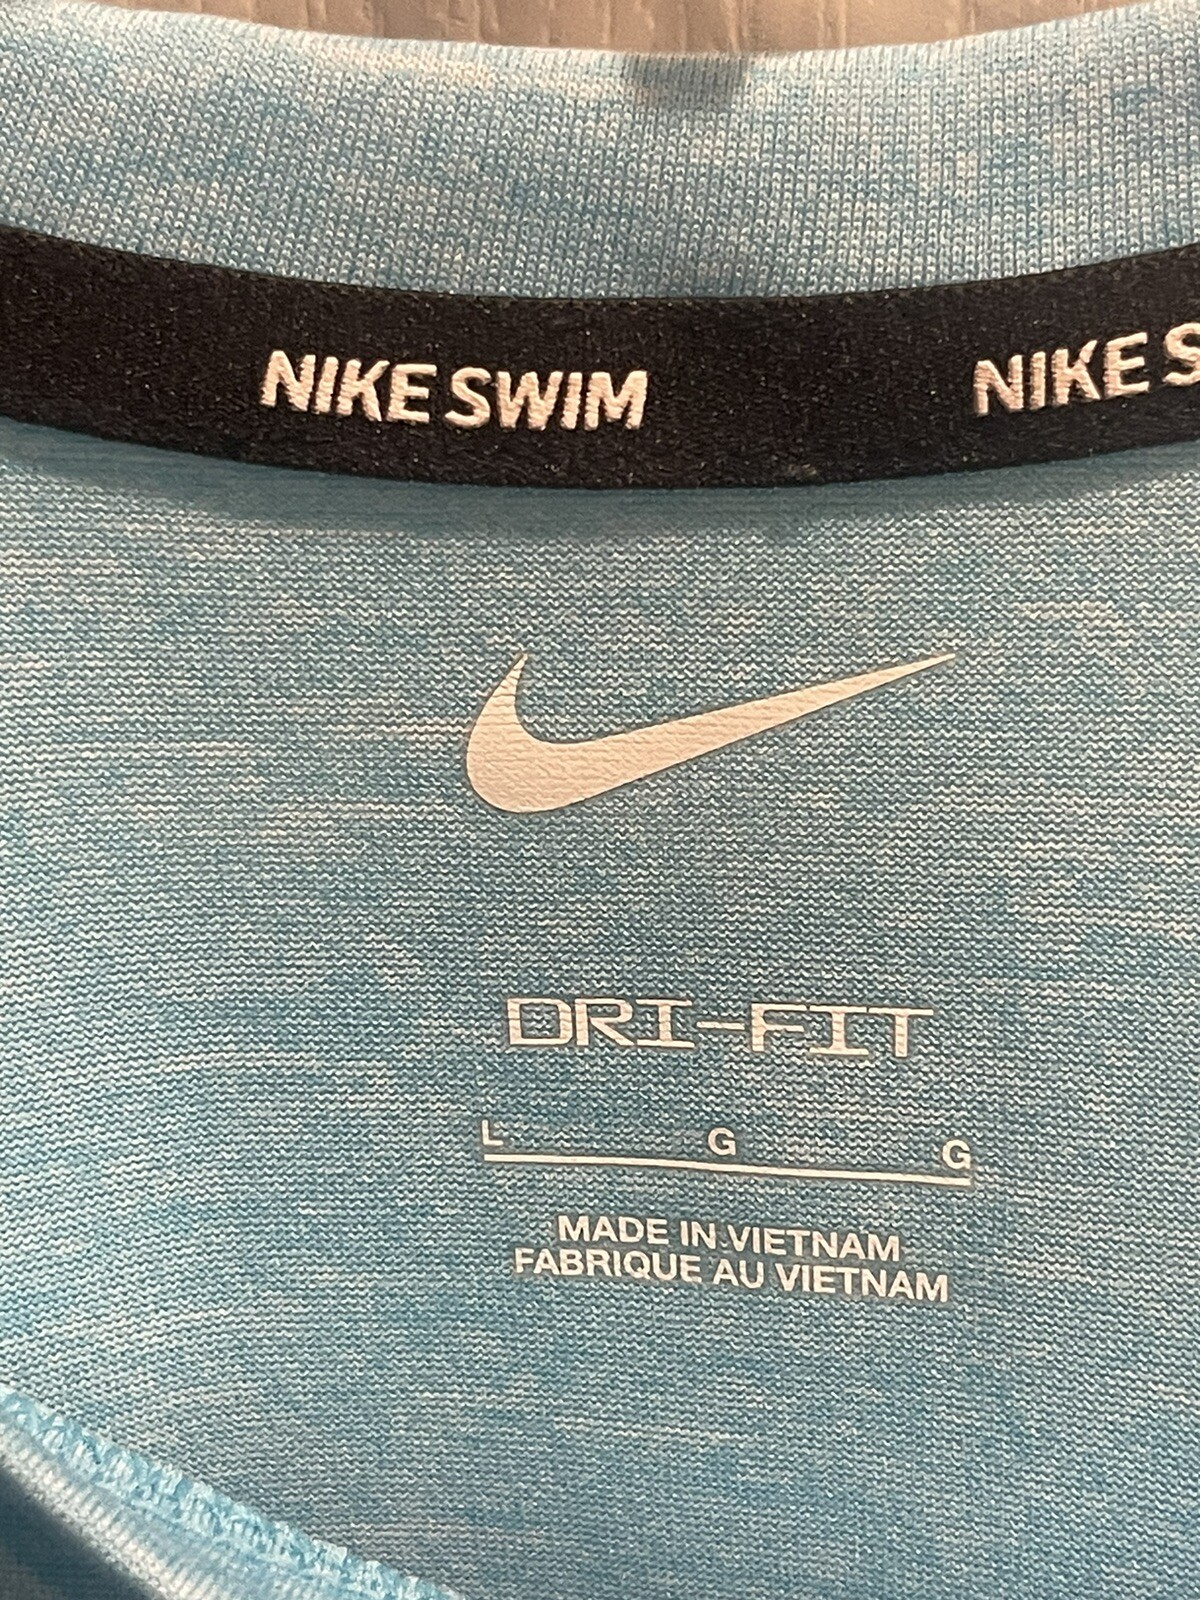 NIKE SWIM NIKE S
DRI-FIT
L G G
MADE IN VIETNAM
FABRIQUE AU VIETNAM